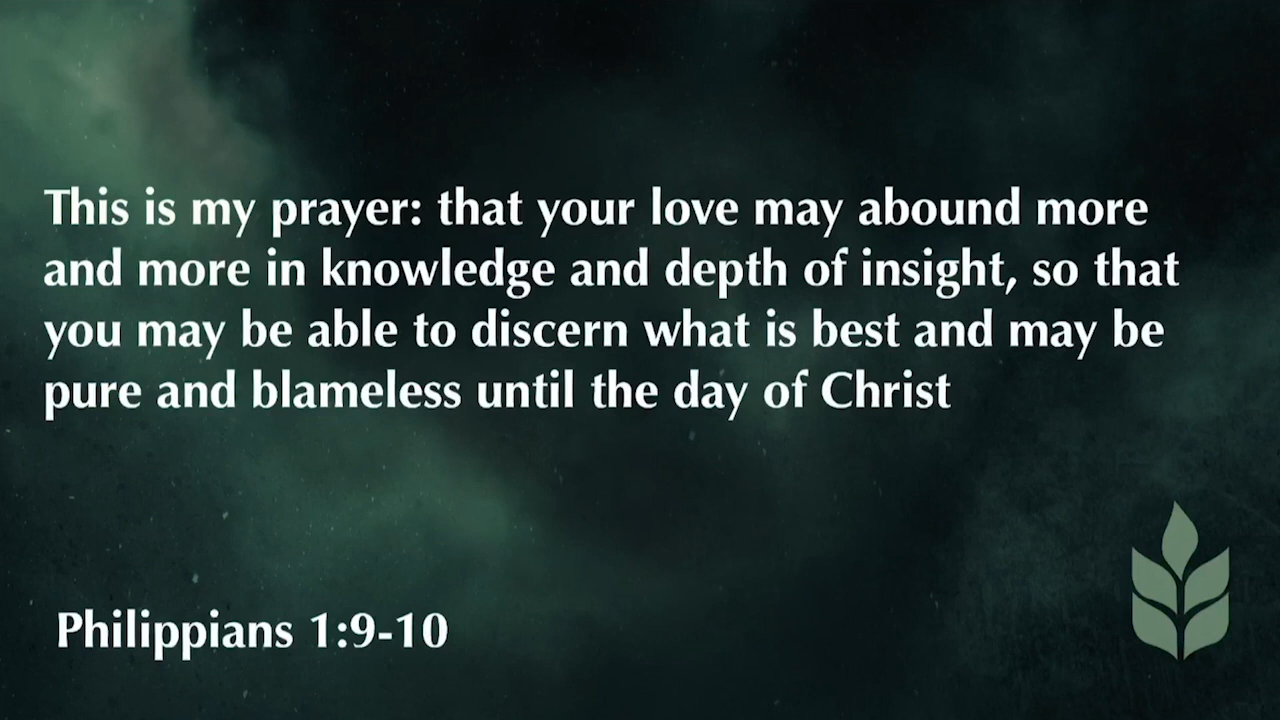 This is my prayer: that your love may abound more
and more in knowledge and depth of insight, so that
you may be able to discern what is best and may be
pure and blameless until the day of Christ
Philippians 1:9-10